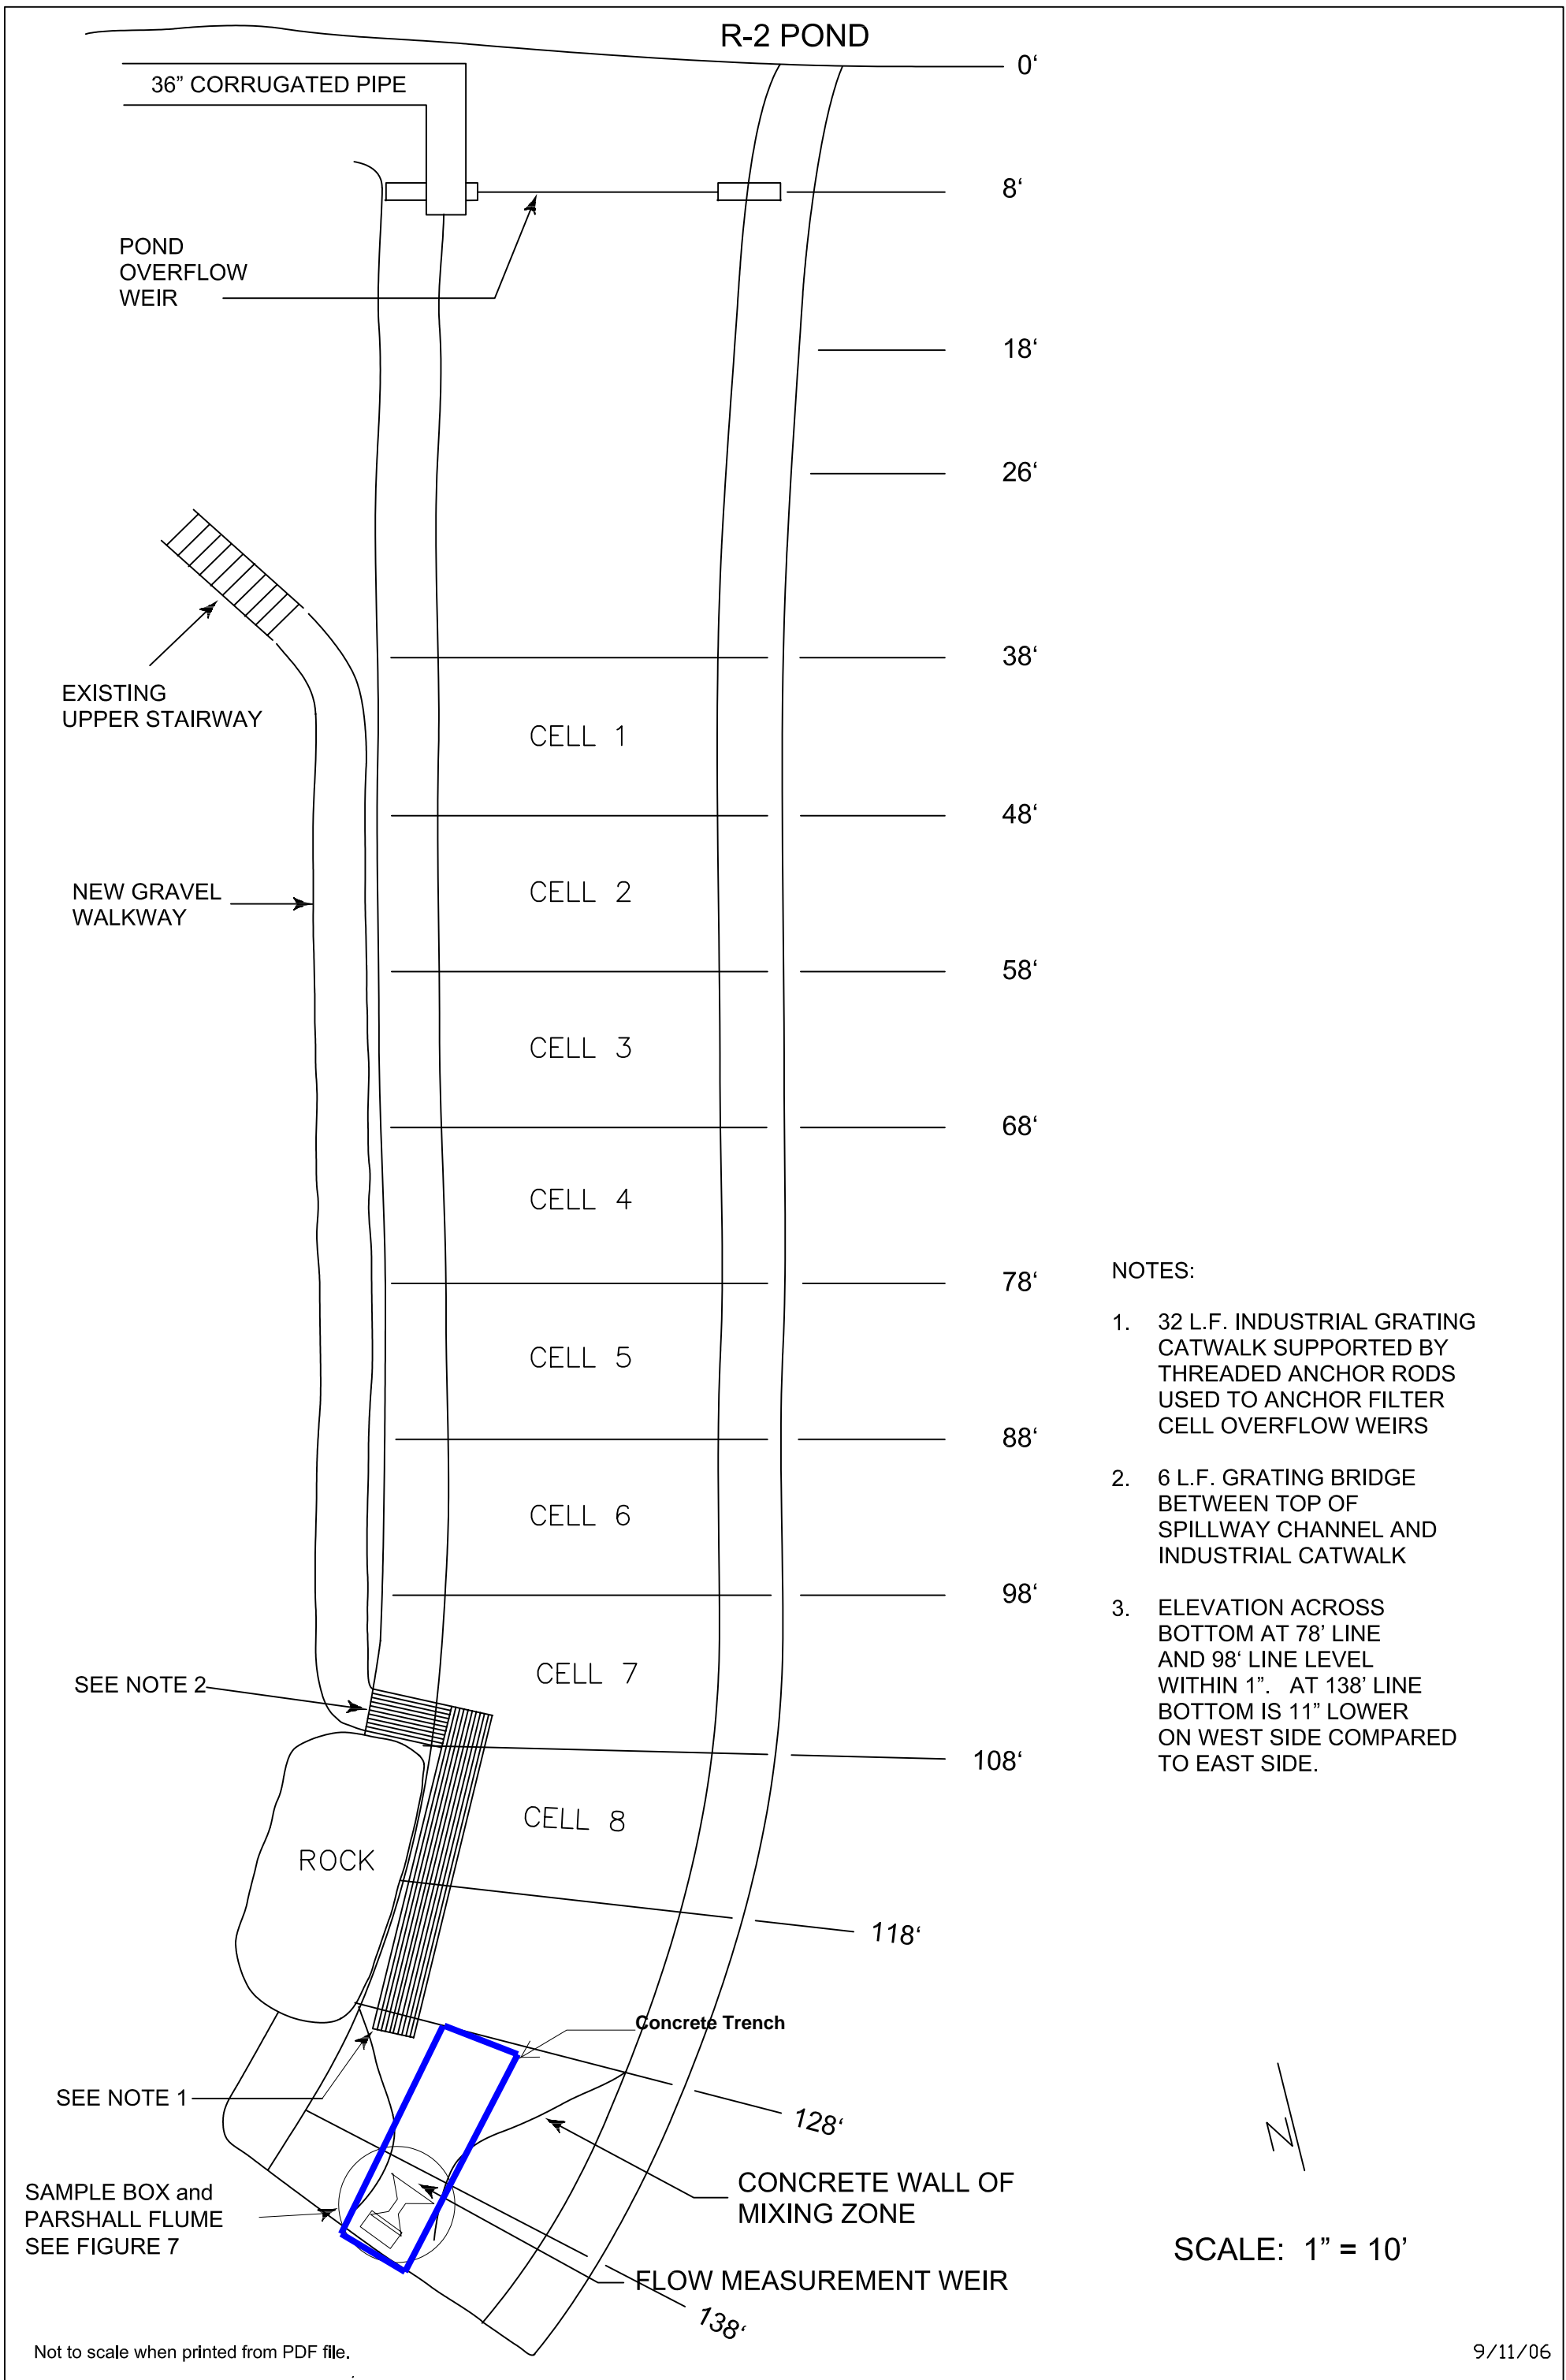 R-2 POND
0‘
36” CORRUGATED PIPE
8‘
POND
OVERFLOW
WEIR
18‘
26‘
38‘
EXISTING
UPPER STAIRWAY
CELL 1
48‘
NEW GRAVEL
WALKWAY
CELL 2
58‘
CELL 3
68‘
CELL 4
78‘
CELL 5
88‘
CELL 6
98‘
CELL 7
SEE NOTE 2
108‘
CELL 8
ROCK
118‘
Concrete Trench
SEE NOTE 1
128‘
CONCRETE WALL OF
MIXING ZONE
SAMPLE BOX and
PARSHALL FLUME
SEE FIGURE 7
FLOW MEASUREMENT WEIR
138‘
NOTES:
1. 32 L.F. INDUSTRIAL GRATING
CATWALK SUPPORTED BY
THREADED ANCHOR RODS
USED TO ANCHOR FILTER
CELL OVERFLOW WEIRS
2. 6 L.F. GRATING BRIDGE
BETWEEN TOP OF
SPILLWAY CHANNEL AND
INDUSTRIAL CATWALK
3. ELEVATION ACROSS
BOTTOM AT 78’ LINE
AND 98‘ LINE LEVEL
WITHIN 1”. AT 138’ LINE
BOTTOM IS 11” LOWER
ON WEST SIDE COMPARED
TO EAST SIDE.
N
SCALE: 1” = 10’
Not to scale when printed from PDF file.
9/11/06